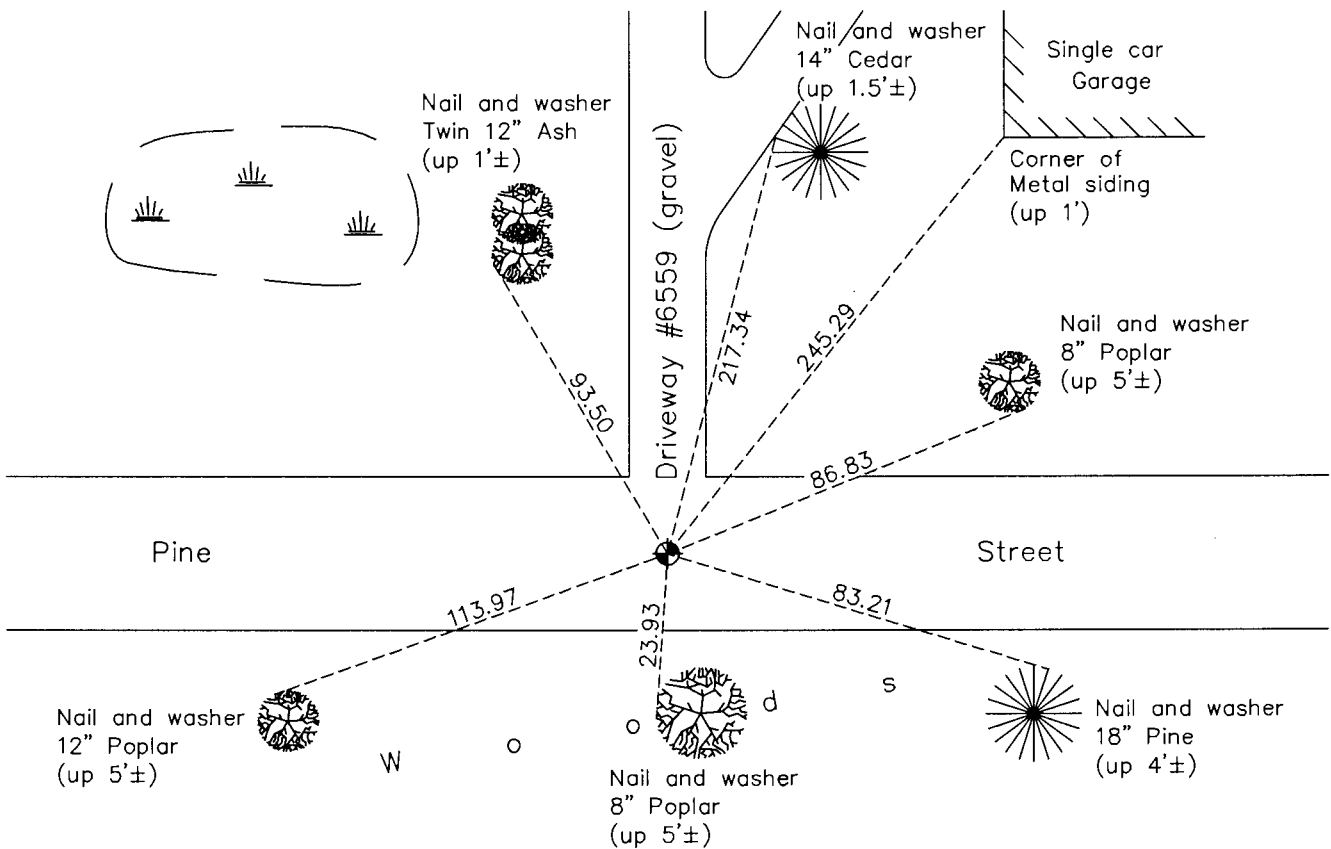 Nail and washer
14" Cedar
(up 1.5'±)
Single car
Garage
Nail and washer
Twin 12" Ash
(up 1'±)
Corner of
Metal siding
(up 1')
Driveway #6559 (gravel)
217.34
245.29
Nail and washer
8" Poplar
(up 5'±)
93.50
86.83
Pine
Street
113.97
23.93
83.21
Nail and washer
12" Poplar
(up 5'±)
W o o d s
Nail and washer
18" Pine
(up 4'±)
Nail and washer
8" Poplar
(up 5'±)